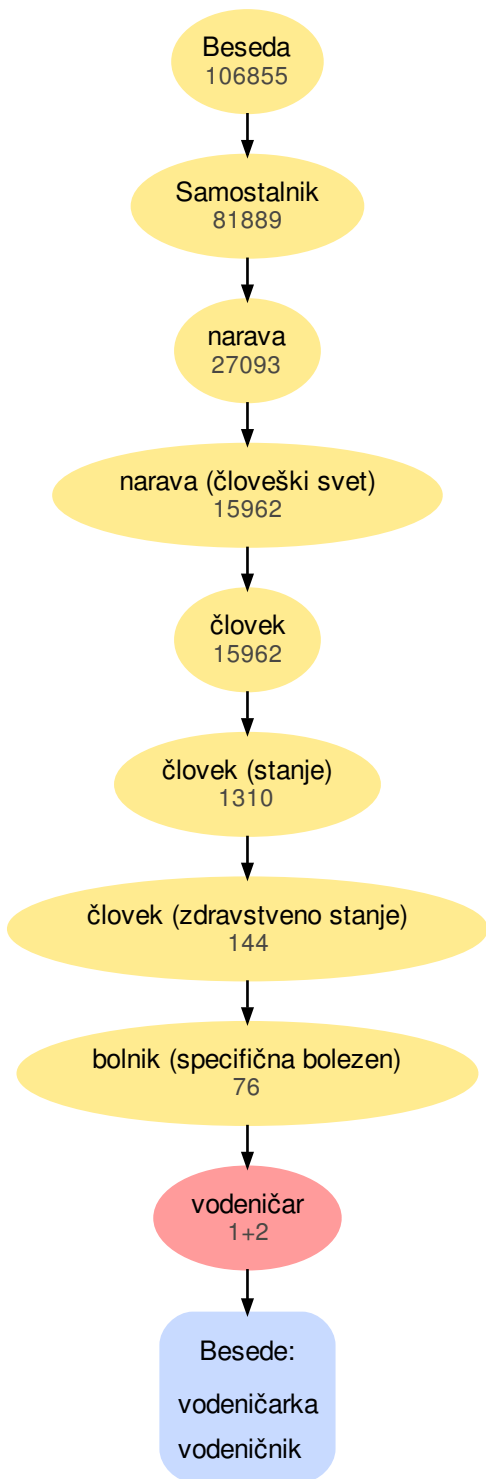 Beseda
106855
Samostalnik
81889
narava
27093
narava (človeški svet)
15962
človek
15962
človek (stanje)
1310
človek (zdravstveno stanje)
144
bolnik (specifična bolezen)
76
vodeničar
1+2
Besede:
vodeničarka
vodeničnik